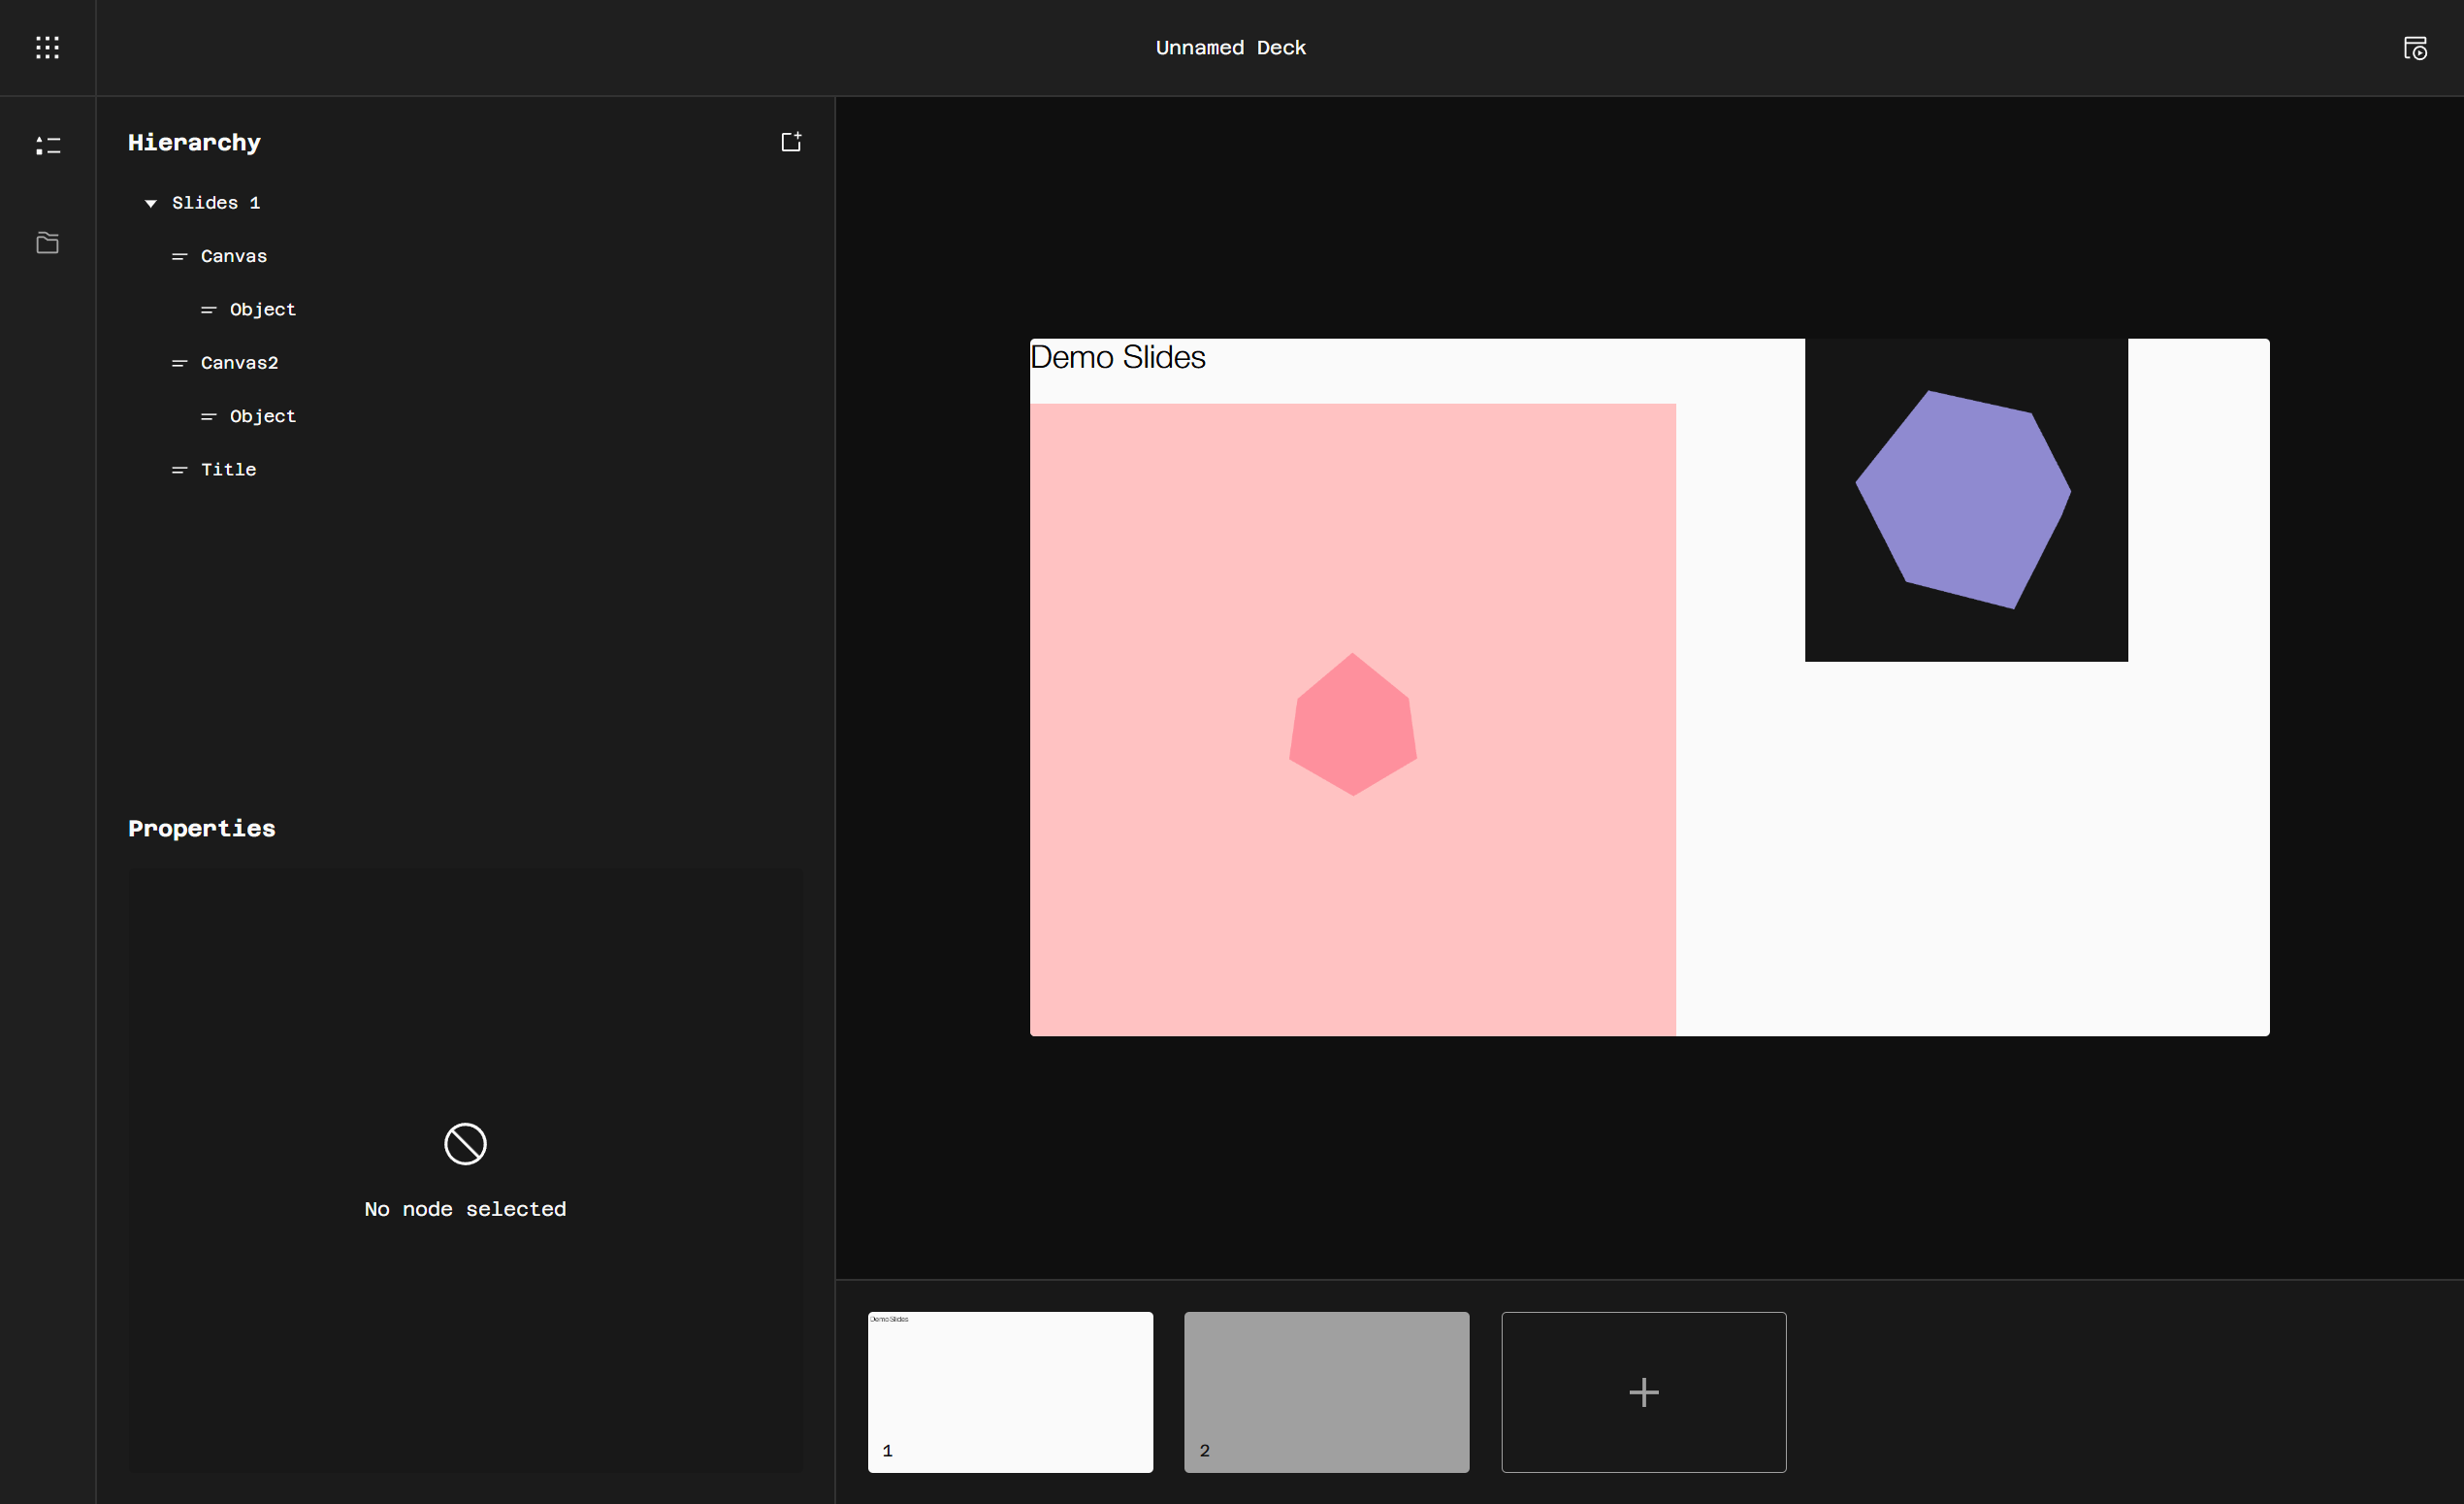 Unnamed Deck
Hierarchy
Slides 1
Canvas
Object
Canvas2
Object
Title
Properties
No node selected
Demo Slides
Demo Slides
1
2